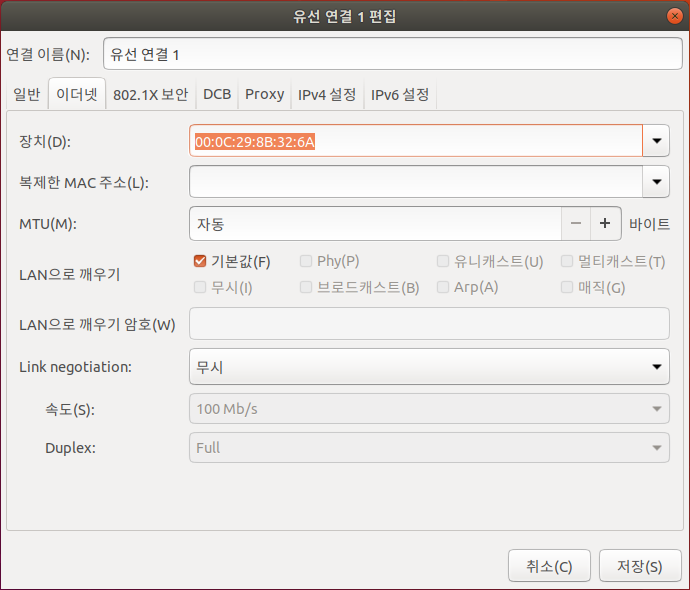 유선 연결 1 편집
연결 이름(N): 유선 연결 1
일반 이더넷 802.1X 보안 DCB Proxy IPv4 설정 IPv6 설정
장치(D): 00:0C:29:8B:32:6A
복제한 MAC 주소(L):
MTU(M): 자동 − + 바이트
기본값(F) Phy(P) 유니캐스트(U) 멀티캐스트(T)
LAN으로 깨우기
무시(I) 브로드캐스트(B) Arp(A) 매직(G)
LAN으로 깨우기 암호(W)
Link negotiation: 무시
속도(S): 100 Mb/s
Duplex: Full
취소(C) 저장(S)